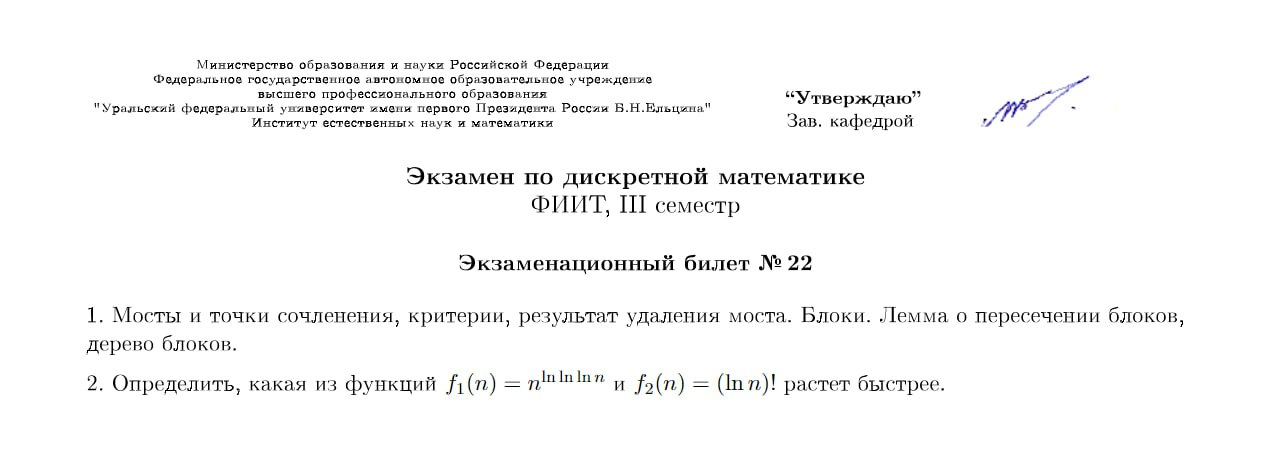 Министерство образования и науки Российской Федерации
Федеральное государственное автономное образовательное учреждение
высшего профессионального образования
"Уральский федеральный университет имени первого Президента России Б.Н.Ельцина"
Институт естественных наук и математики
“Утверждаю”
Зав. кафедрой
Экзамен по дискретной математике
ФИИТ, III семестр
Экзаменационный билет № 22
1. Мосты и точки сочленения, критерии, результат удаления моста. Блоки. Лемма о пересечении блоков,
дерево блоков.
2. Определить, какая из функций f₁(n) = n^{ln ln ln n} и f₂(n) = (ln n)! растет быстрее.